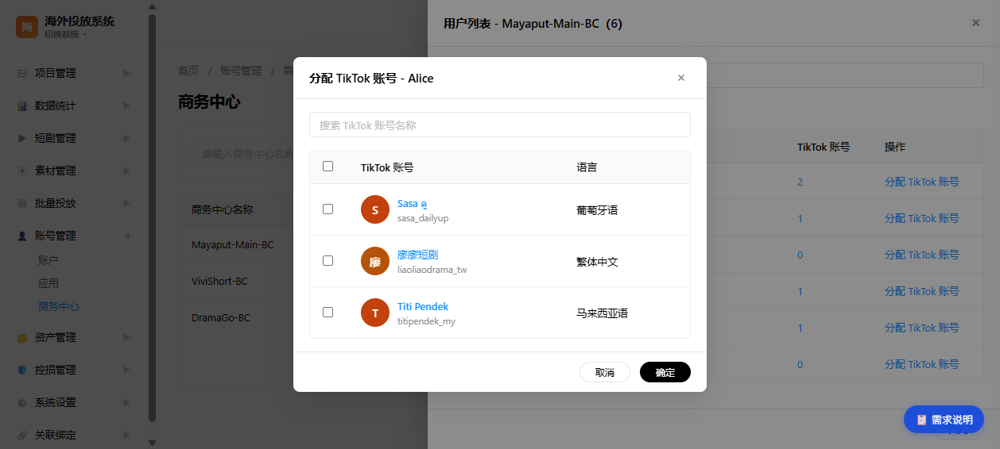 海
海外投放系统
切换系统
项目管理
数据统计
短剧管理
素材管理
批量投放
账号管理
账户
应用
商务中心
资产管理
控损管理
系统设置
关联绑定
首页 / 账号管理 /
商务中心
请输入商务中心名称
商务中心名称
Mayaput-Main-BC
ViviShort-BC
DramaGo-BC
用户列表 - Mayaput-Main-BC（6） ×
TikTok 账号 操作
2 分配 TikTok 账号
1 分配 TikTok 账号
0 分配 TikTok 账号
1 分配 TikTok 账号
1 分配 TikTok 账号
0 分配 TikTok 账号
分配 TikTok 账号 - Alice ×
搜索 TikTok 账号名称
TikTok 账号 语言
S Sasa ดู 葡萄牙语
sasa_dailyup
廖 廖廖短剧 繁体中文
liaoliaodrama_tw
T Titi Pendek 马来西亚语
titipendek_my
取消 确定
需求说明